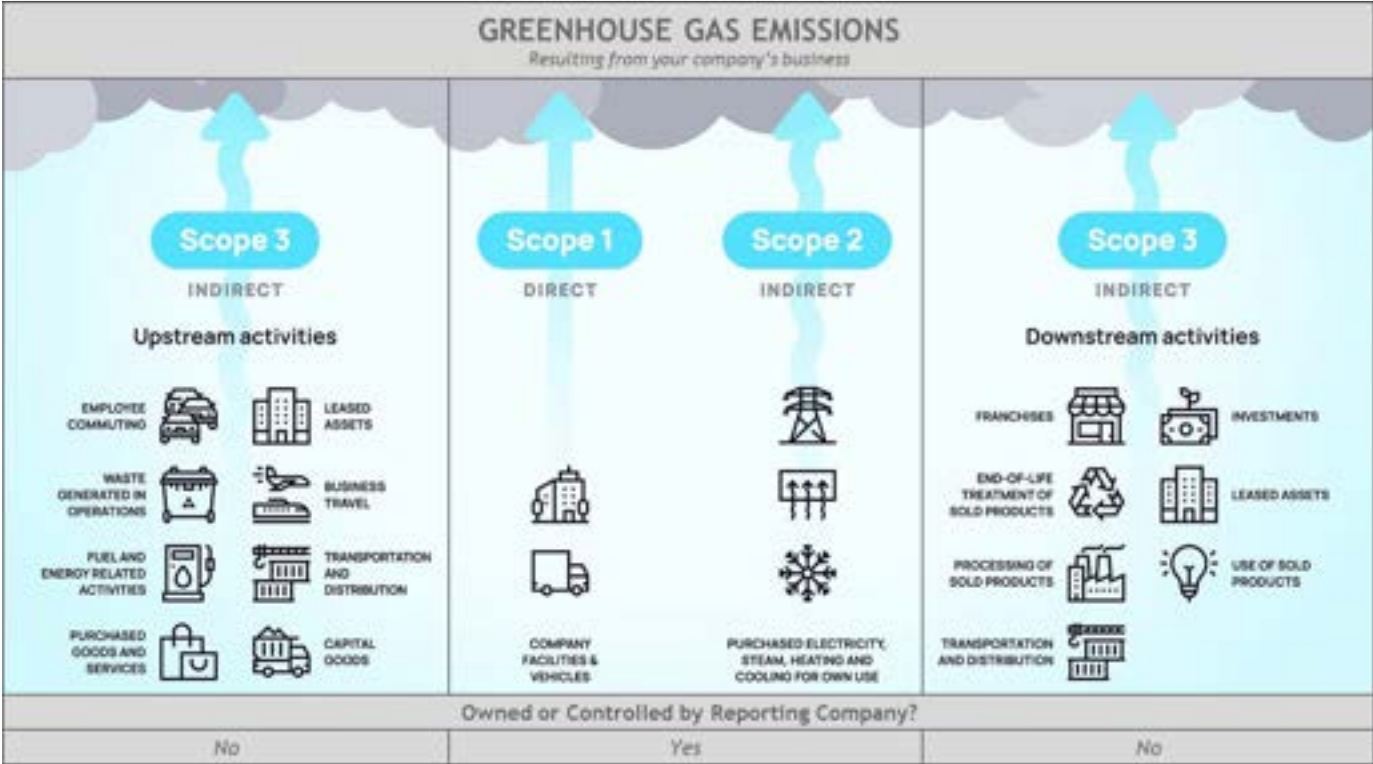 GREENHOUSE GAS EMISSIONS
Resulting from your company's business
Scope 3
INDIRECT
Upstream activities
EMPLOYEE
COMMUTING
LEASED
ASSETS
WASTE
GENERATED IN
OPERATIONS
BUSINESS
TRAVEL
FUEL AND
ENERGY RELATED
ACTIVITIES
TRANSPORTATION
AND
DISTRIBUTION
PURCHASED
GOODS AND
SERVICES
CAPITAL
GOODS
Scope 1
DIRECT
COMPANY
FACILITIES &
VEHICLES
Scope 2
INDIRECT
PURCHASED ELECTRICITY,
STEAM, HEATING AND
COOLING FOR OWN USE
Scope 3
INDIRECT
Downstream activities
FRANCHISES
INVESTMENTS
END-OF-LIFE
TREATMENT OF
SOLD PRODUCTS
LEASED ASSETS
PROCESSING OF
SOLD PRODUCTS
USE OF SOLD
PRODUCTS
TRANSPORTATION
AND DISTRIBUTION
Owned or Controlled by Reporting Company?
No
Yes
No